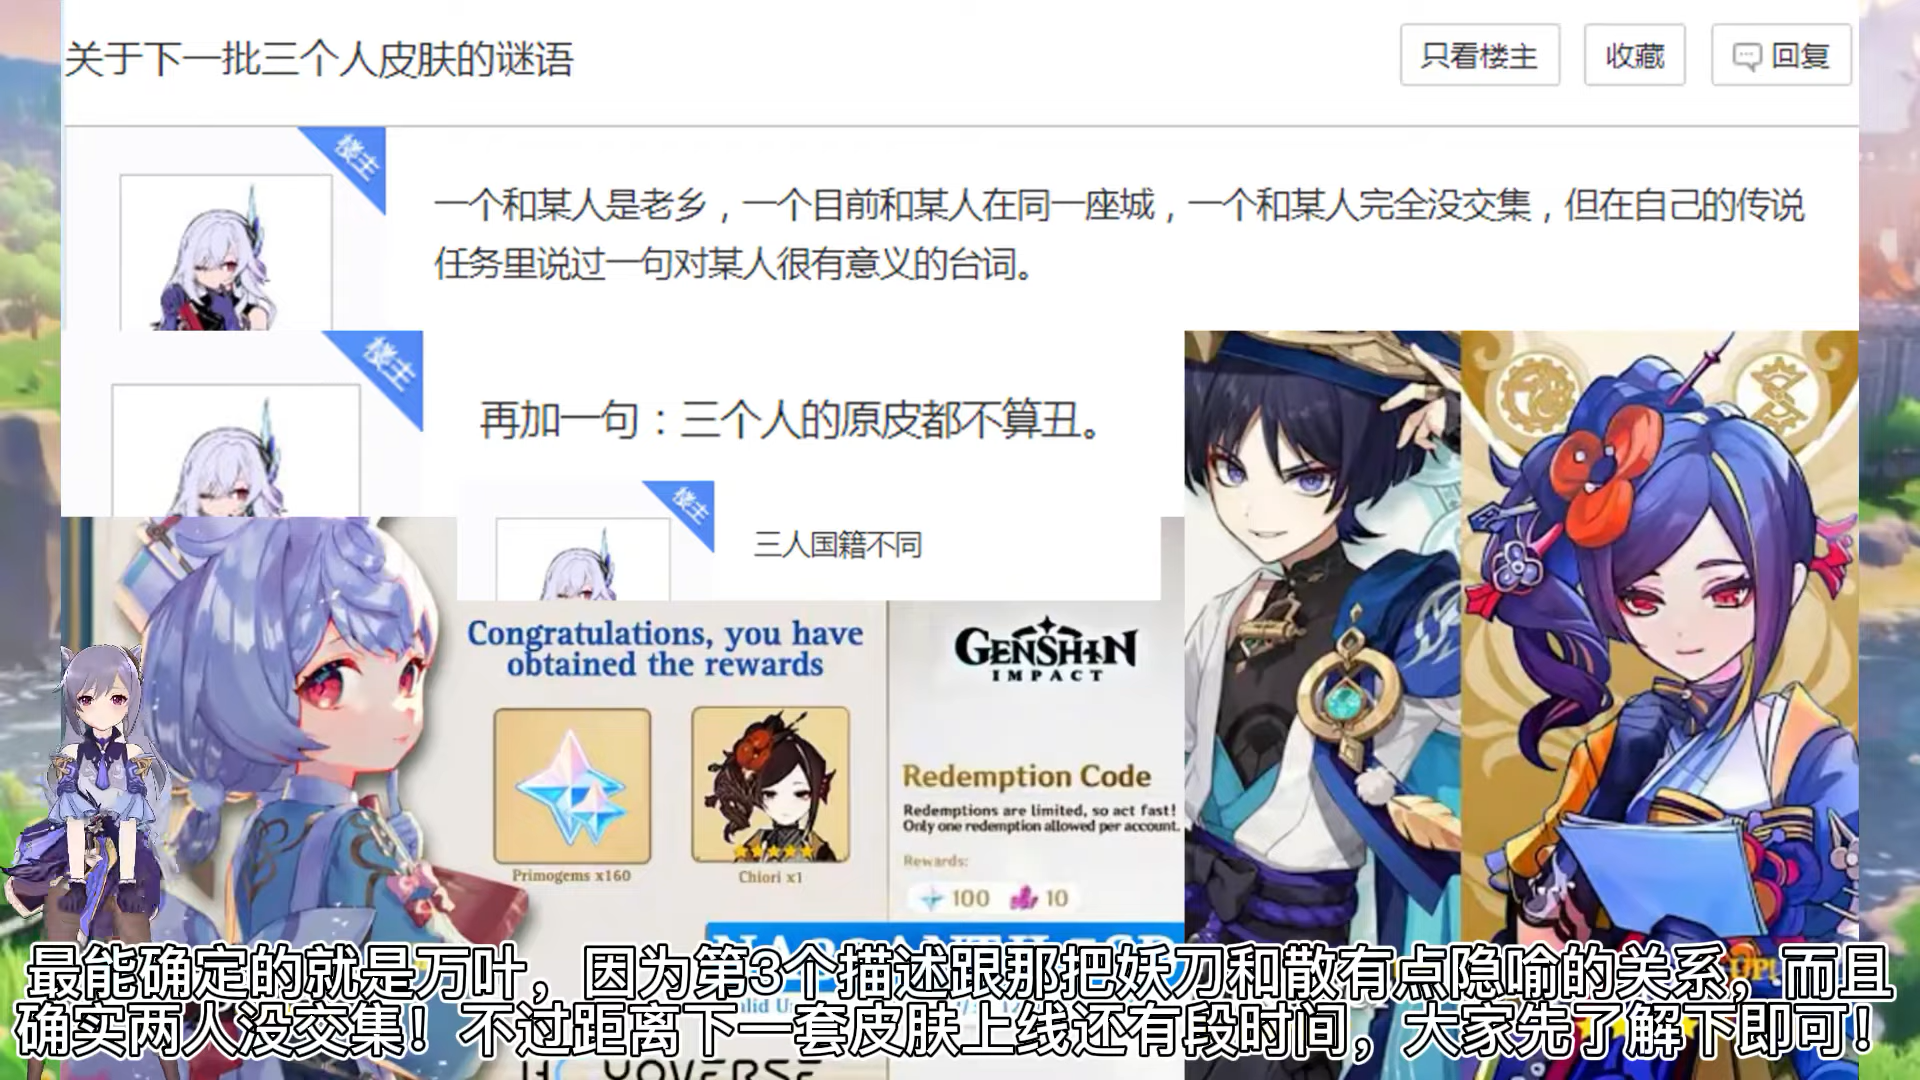 关于下一批三个人皮肤的谜语
只看楼主
收藏
回复
楼主
一个和某人是老乡，一个目前和某人在同一座城，一个和某人完全没交集，但在自己的传说
任务里说过一句对某人很有意义的台词。
楼主
再加一句：三个人的原皮都不算丑。
楼主
三人国籍不同
Congratulations, you have
obtained the rewards
Primogems x160
Chiori x1
GENSHIN
IMPACT
Redemption Code
Redemptions are limited, so act fast!
Only one redemption allowed per account.
Rewards:
100
10
最能确定的就是万叶，因为第3个描述跟那把妖刀和散有点隐喻的关系，而且
确实两人没交集！不过距离下一套皮肤上线还有段时间，大家先了解下即可！